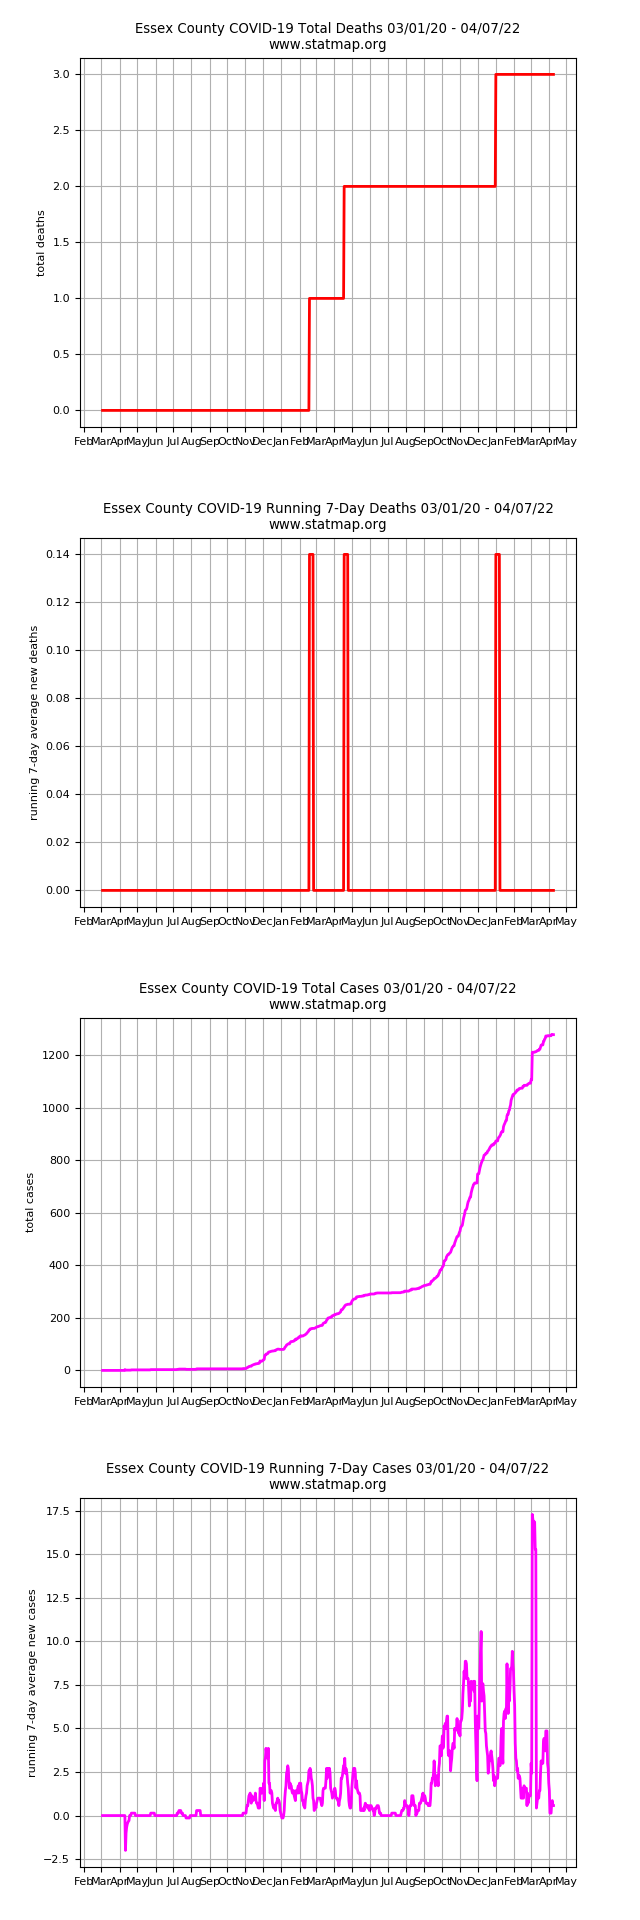 Essex County COVID-19 Total Deaths 03/01/20 - 04/07/22
www.statmap.org
3.0
2.5
2.0
1.5
1.0
0.5
0.0
total deaths
Feb Mar Apr May Jun Jul Aug Sep Oct Nov Dec Jan Feb Mar Apr May Jun Jul Aug Sep Oct Nov Dec Jan Feb Mar Apr May
Essex County COVID-19 Running 7-Day Deaths 03/01/20 - 04/07/22
www.statmap.org
0.14
0.12
0.10
0.08
0.06
0.04
0.02
0.00
running 7-day average new deaths
Feb Mar Apr May Jun Jul Aug Sep Oct Nov Dec Jan Feb Mar Apr May Jun Jul Aug Sep Oct Nov Dec Jan Feb Mar Apr May
Essex County COVID-19 Total Cases 03/01/20 - 04/07/22
www.statmap.org
1200
1000
800
600
400
200
0
total cases
Feb Mar Apr May Jun Jul Aug Sep Oct Nov Dec Jan Feb Mar Apr May Jun Jul Aug Sep Oct Nov Dec Jan Feb Mar Apr May
Essex County COVID-19 Running 7-Day Cases 03/01/20 - 04/07/22
www.statmap.org
17.5
15.0
12.5
10.0
7.5
5.0
2.5
0.0
−2.5
running 7-day average new cases
Feb Mar Apr May Jun Jul Aug Sep Oct Nov Dec Jan Feb Mar Apr May Jun Jul Aug Sep Oct Nov Dec Jan Feb Mar Apr May